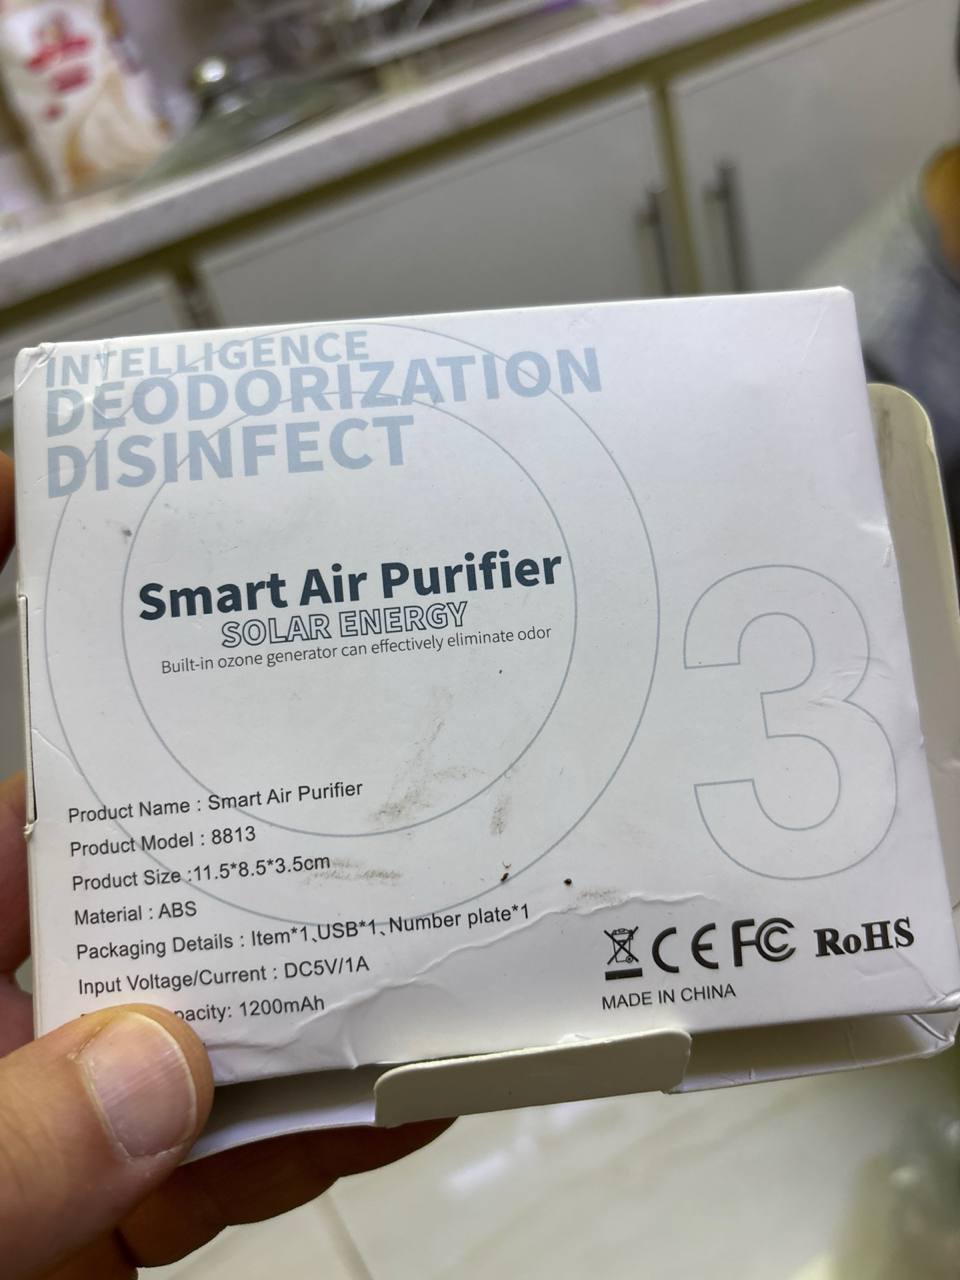 INTELLIGENCE
DEODORIZATION
DISINFECT
Smart Air Purifier
SOLAR ENERGY
Built-in ozone generator can effectively eliminate odor
3
Product Name : Smart Air Purifier
Product Model : 8813
Product Size :11.5*8.5*3.5cm
Material : ABS
Packaging Details : Item*1、USB*1、Number plate*1
Input Voltage/Current : DC5V/1A
pacity: 1200mAh
CE FC RoHS
MADE IN CHINA